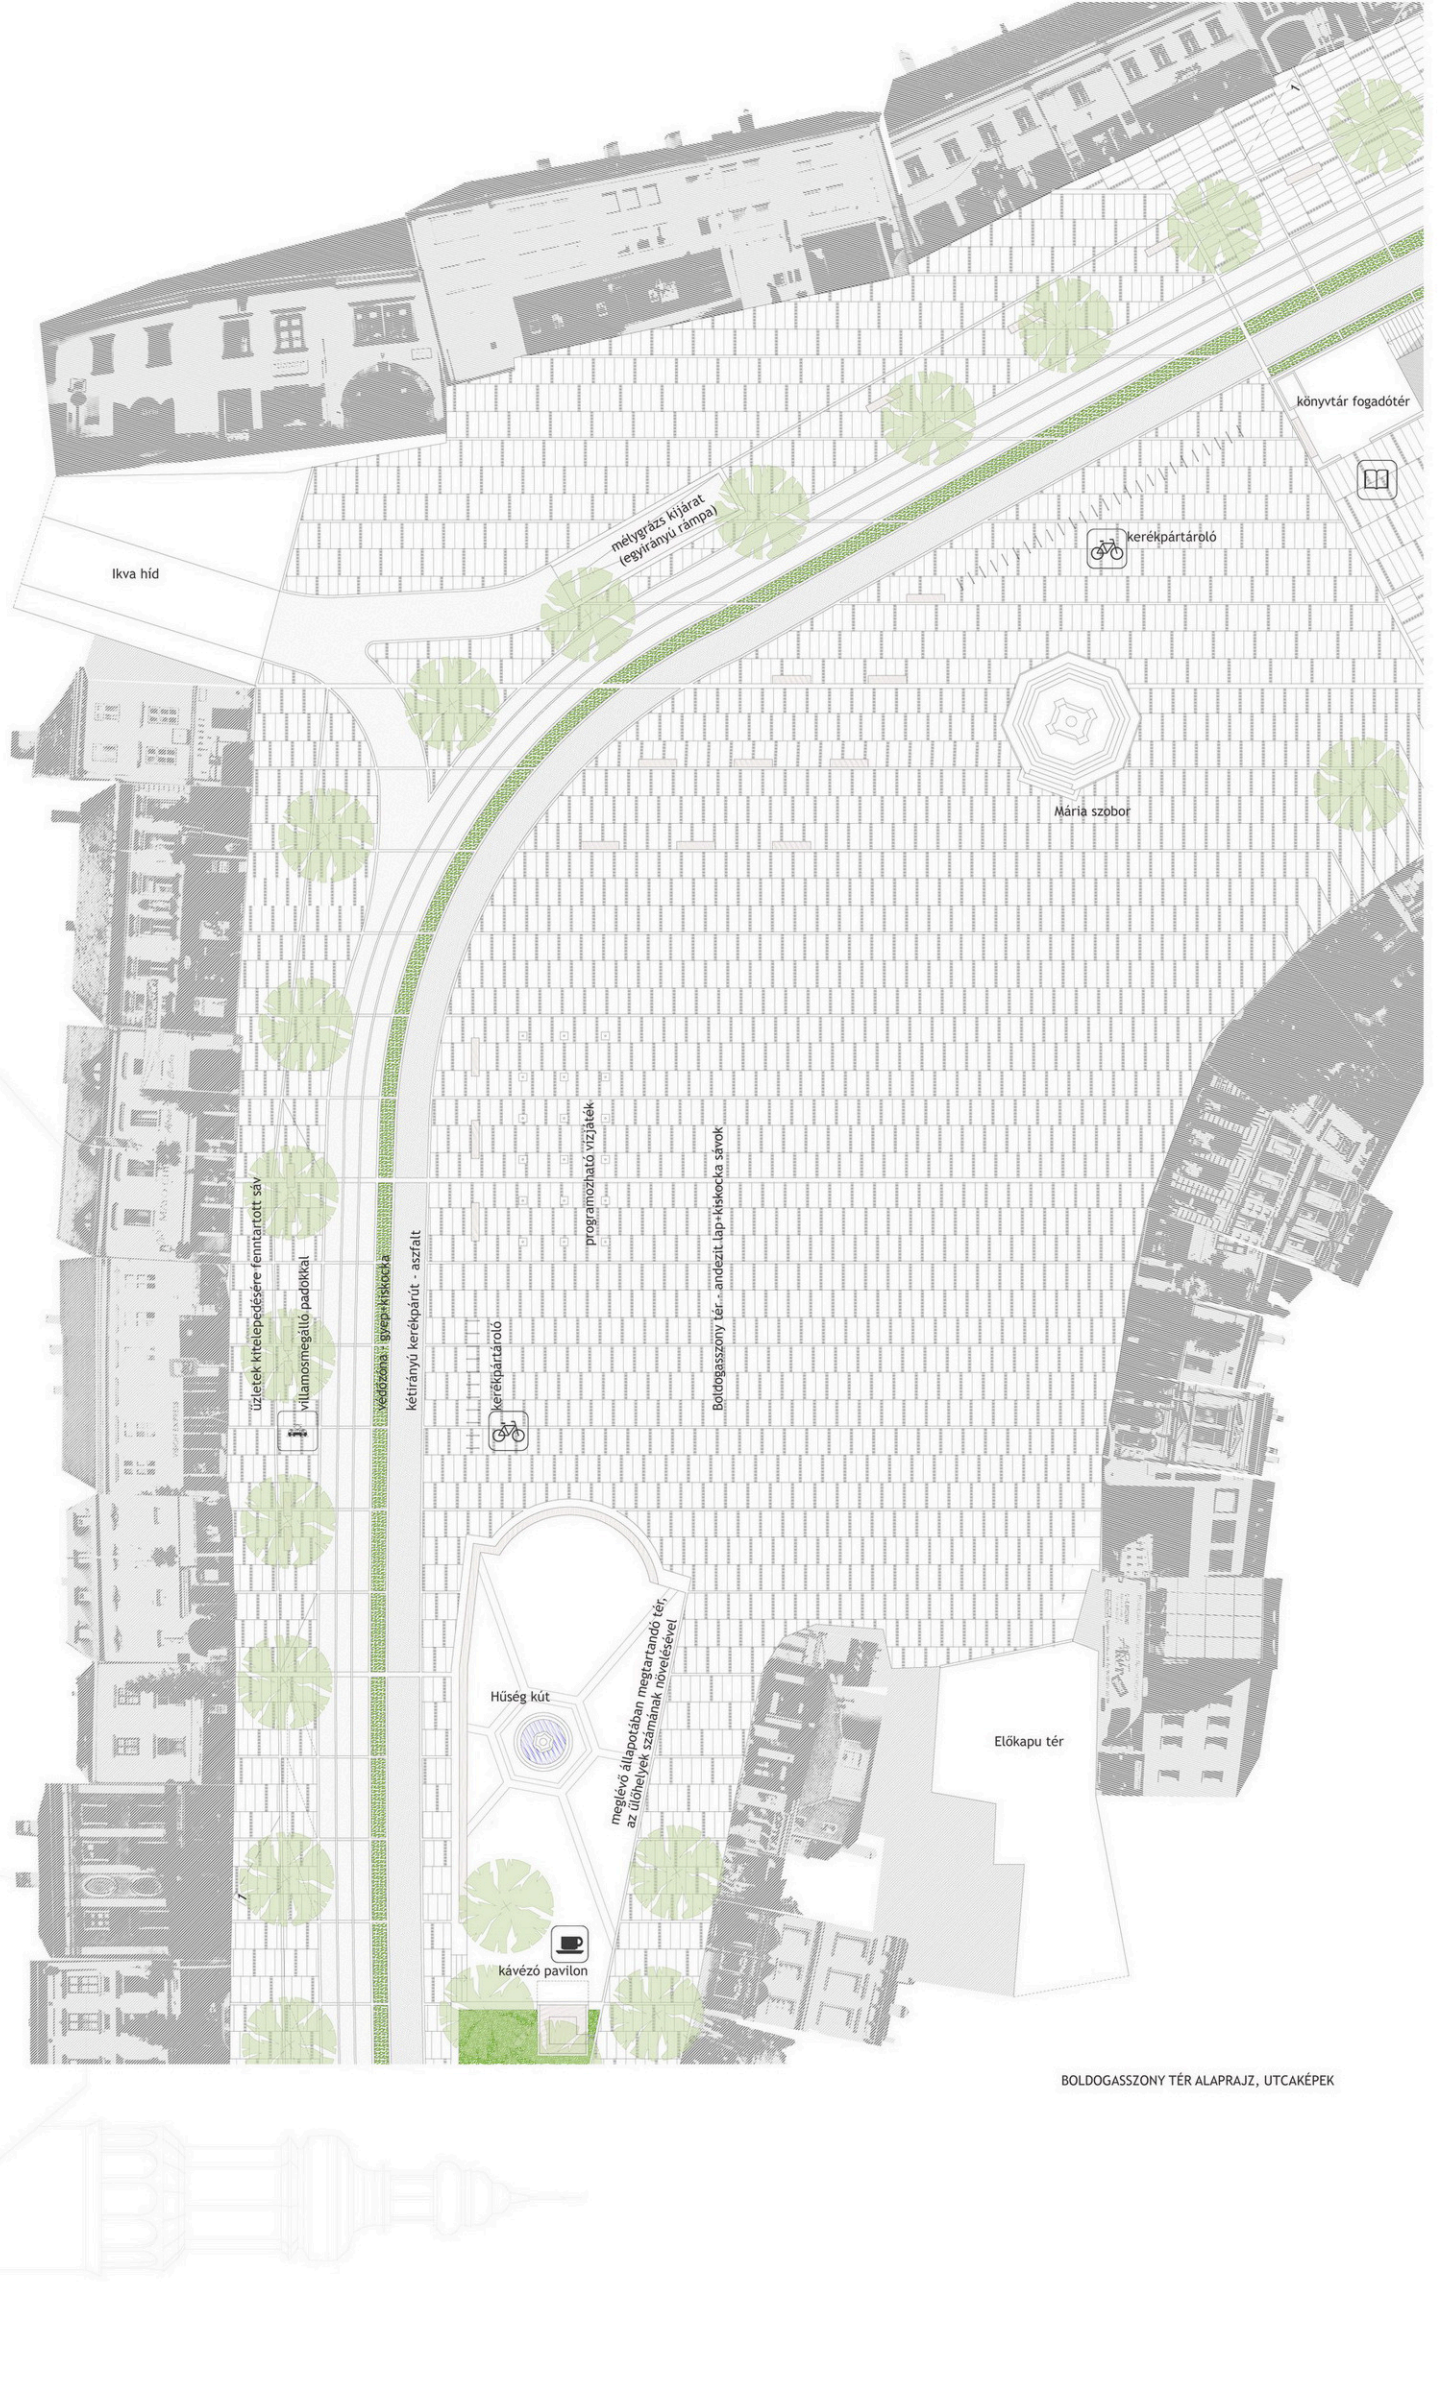 1
könyvtár fogadótér
mélygrázs kijárat
(egyirányú rámpa)
kerékpártároló
Ikva híd
Mária szobor
programozható vízjáték
Boldogasszony tér - andezit lap+kiskocka sávok
üzletek kitelepedésére fenntartott sáv
villamosmegálló padokkal
védőzóna - gyep+kiskocka
kétirányú kerékpárút - aszfalt
kerékpártároló
meglévő állapotában megtartandó tér,
az ülőhelyek számának növelésével
Hűség kút
Előkapu tér
1
kávézó pavilon
BOLDOGASSZONY TÉR ALAPRAJZ, UTCAKÉPEK